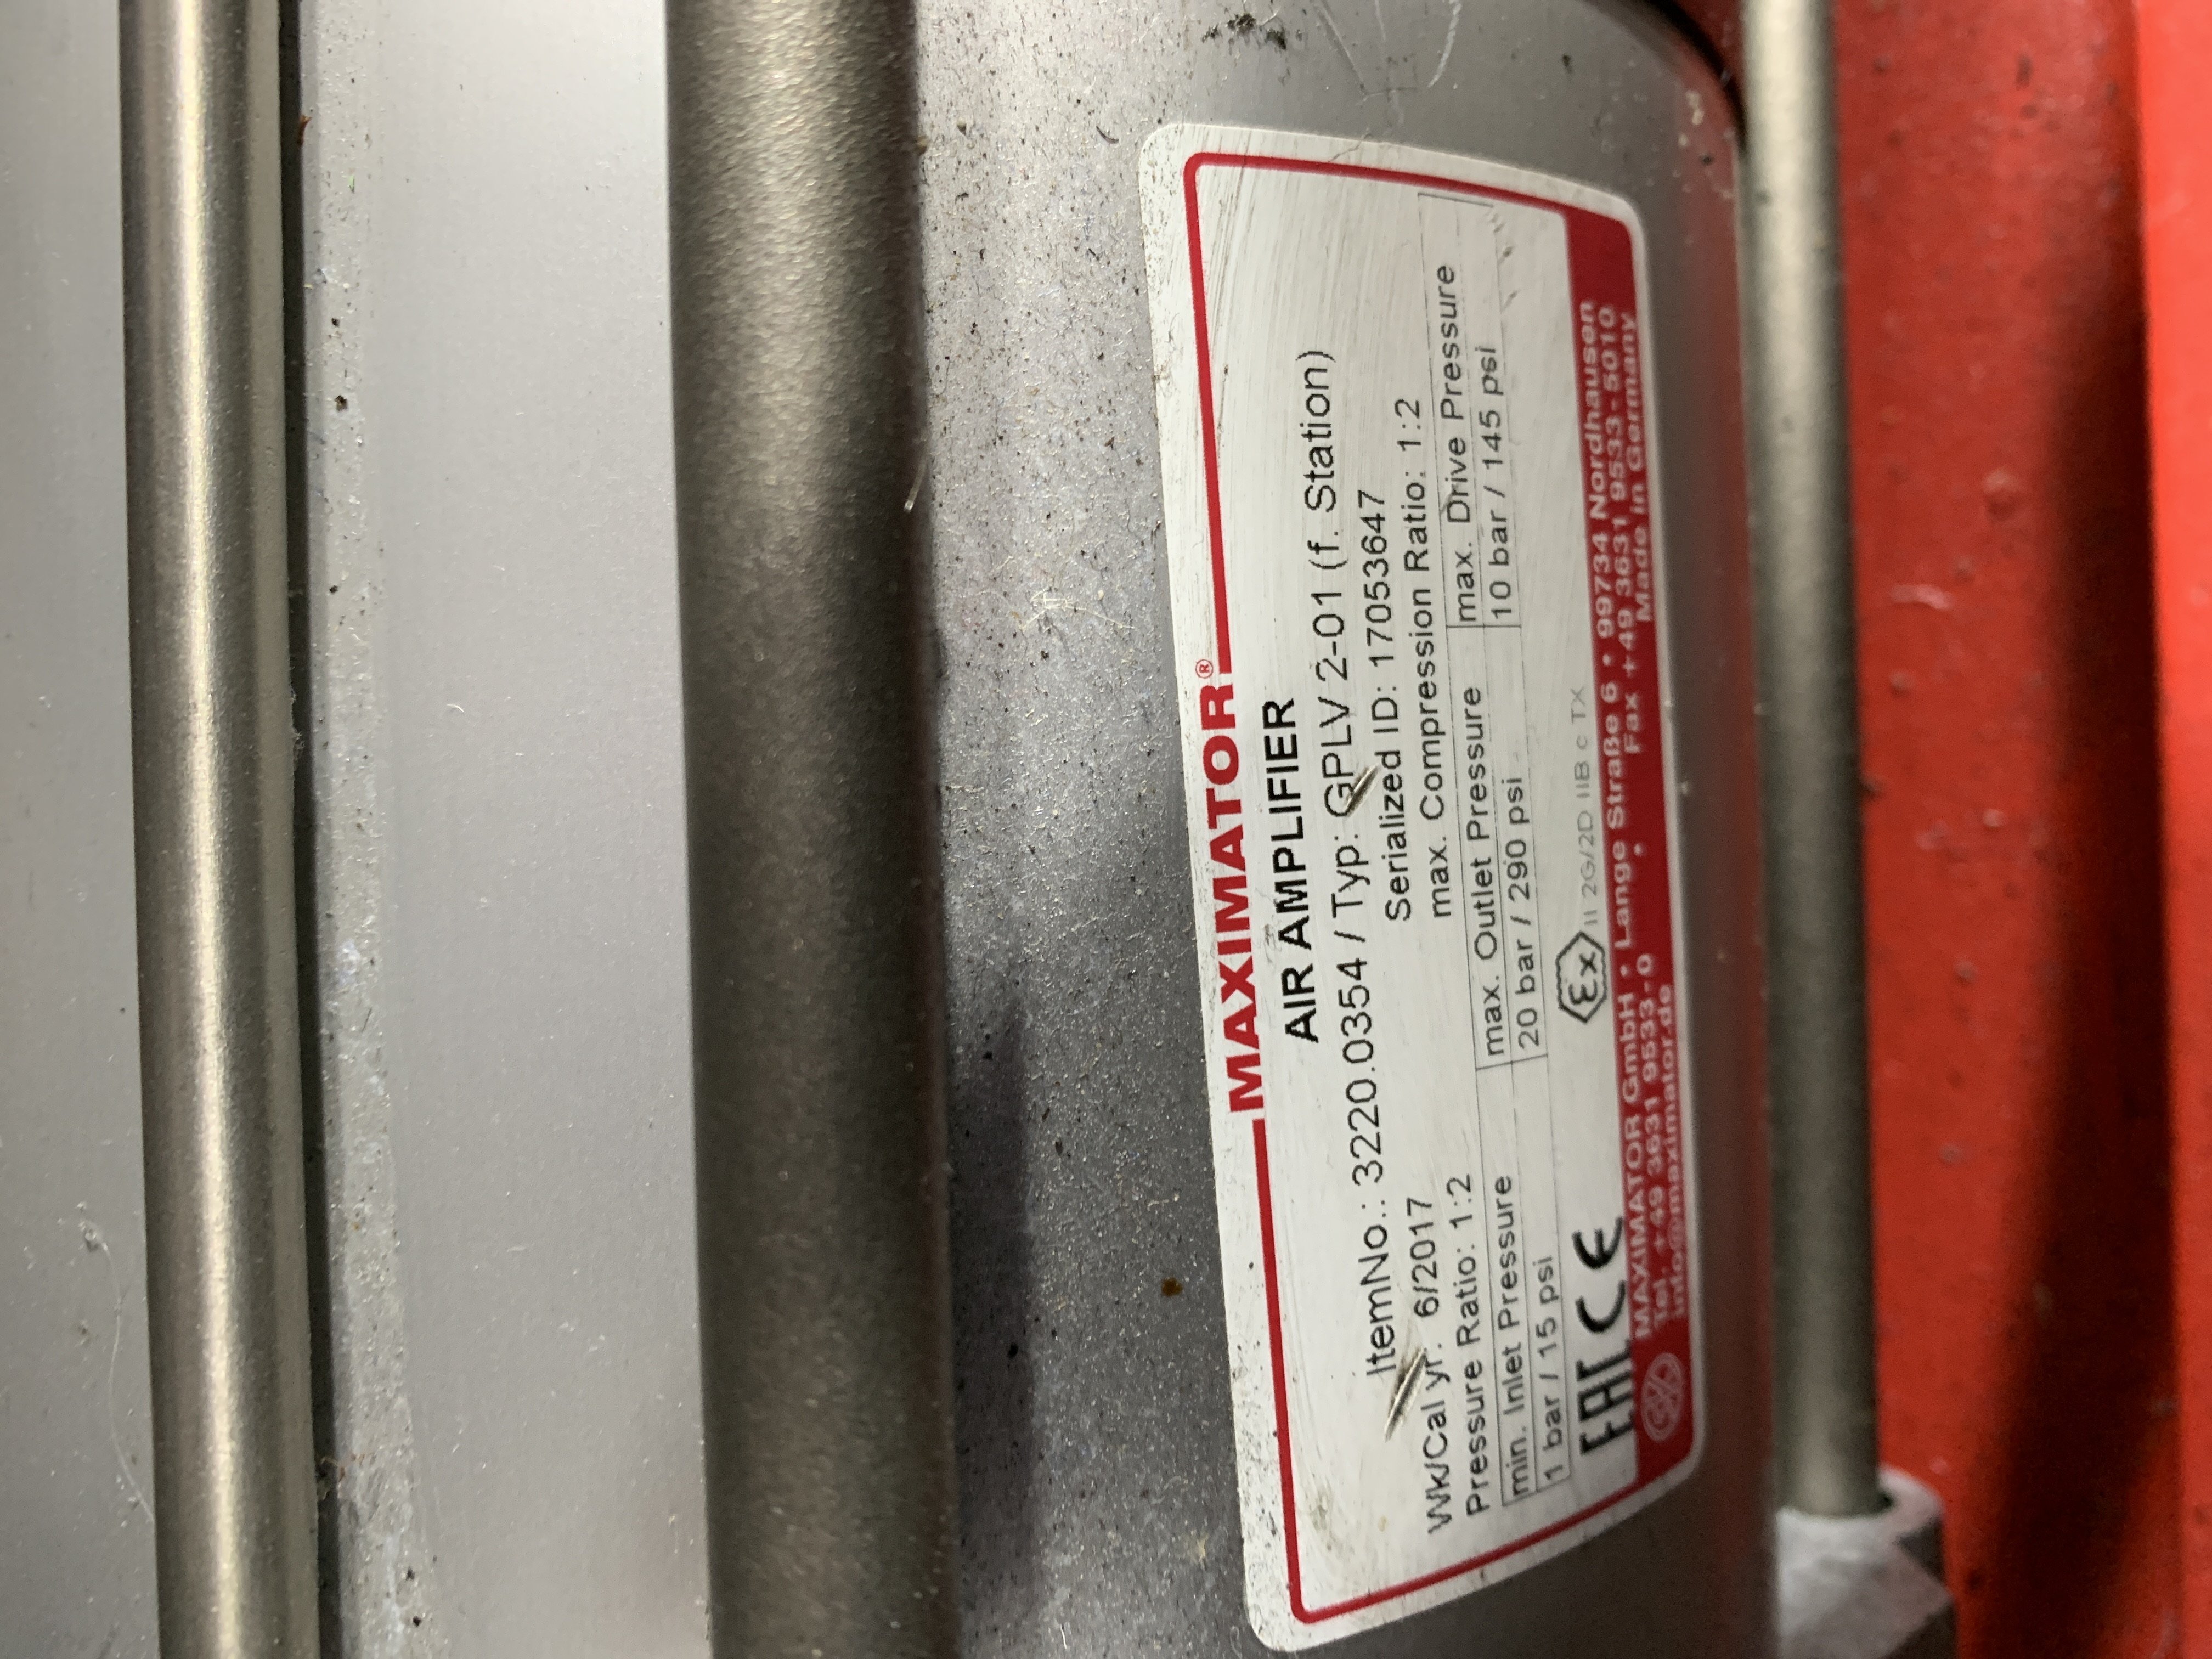 MAXIMATOR®
AIR AMPLIFIER
ItemNo.: 3220.0354 / Typ: GPLV 2-01 (f. Station)
Wk/Cal yr. 6/2017 Serialized ID: 17053647
Pressure Ratio: 1:2 max. Compression Ratio: 1:2
min. Inlet Pressure max. Outlet Pressure max. Drive Pressure
1 bar / 15 psi 20 bar / 290 psi 10 bar / 145 psi
EAC CE Ex II 2G/2D IIB c TX
MAXIMATOR GmbH • Lange Straße 6 • 99734 Nordhausen
Tel. +49 3631 9533-0 • Fax +49 3631 9533-5010
info@maximator.de • Made in Germany